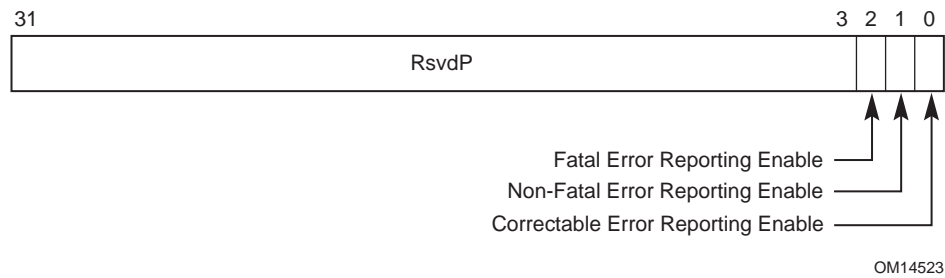 31 3 2 1 0
RsvdP
Fatal Error Reporting Enable
Non-Fatal Error Reporting Enable
Correctable Error Reporting Enable
OM14523